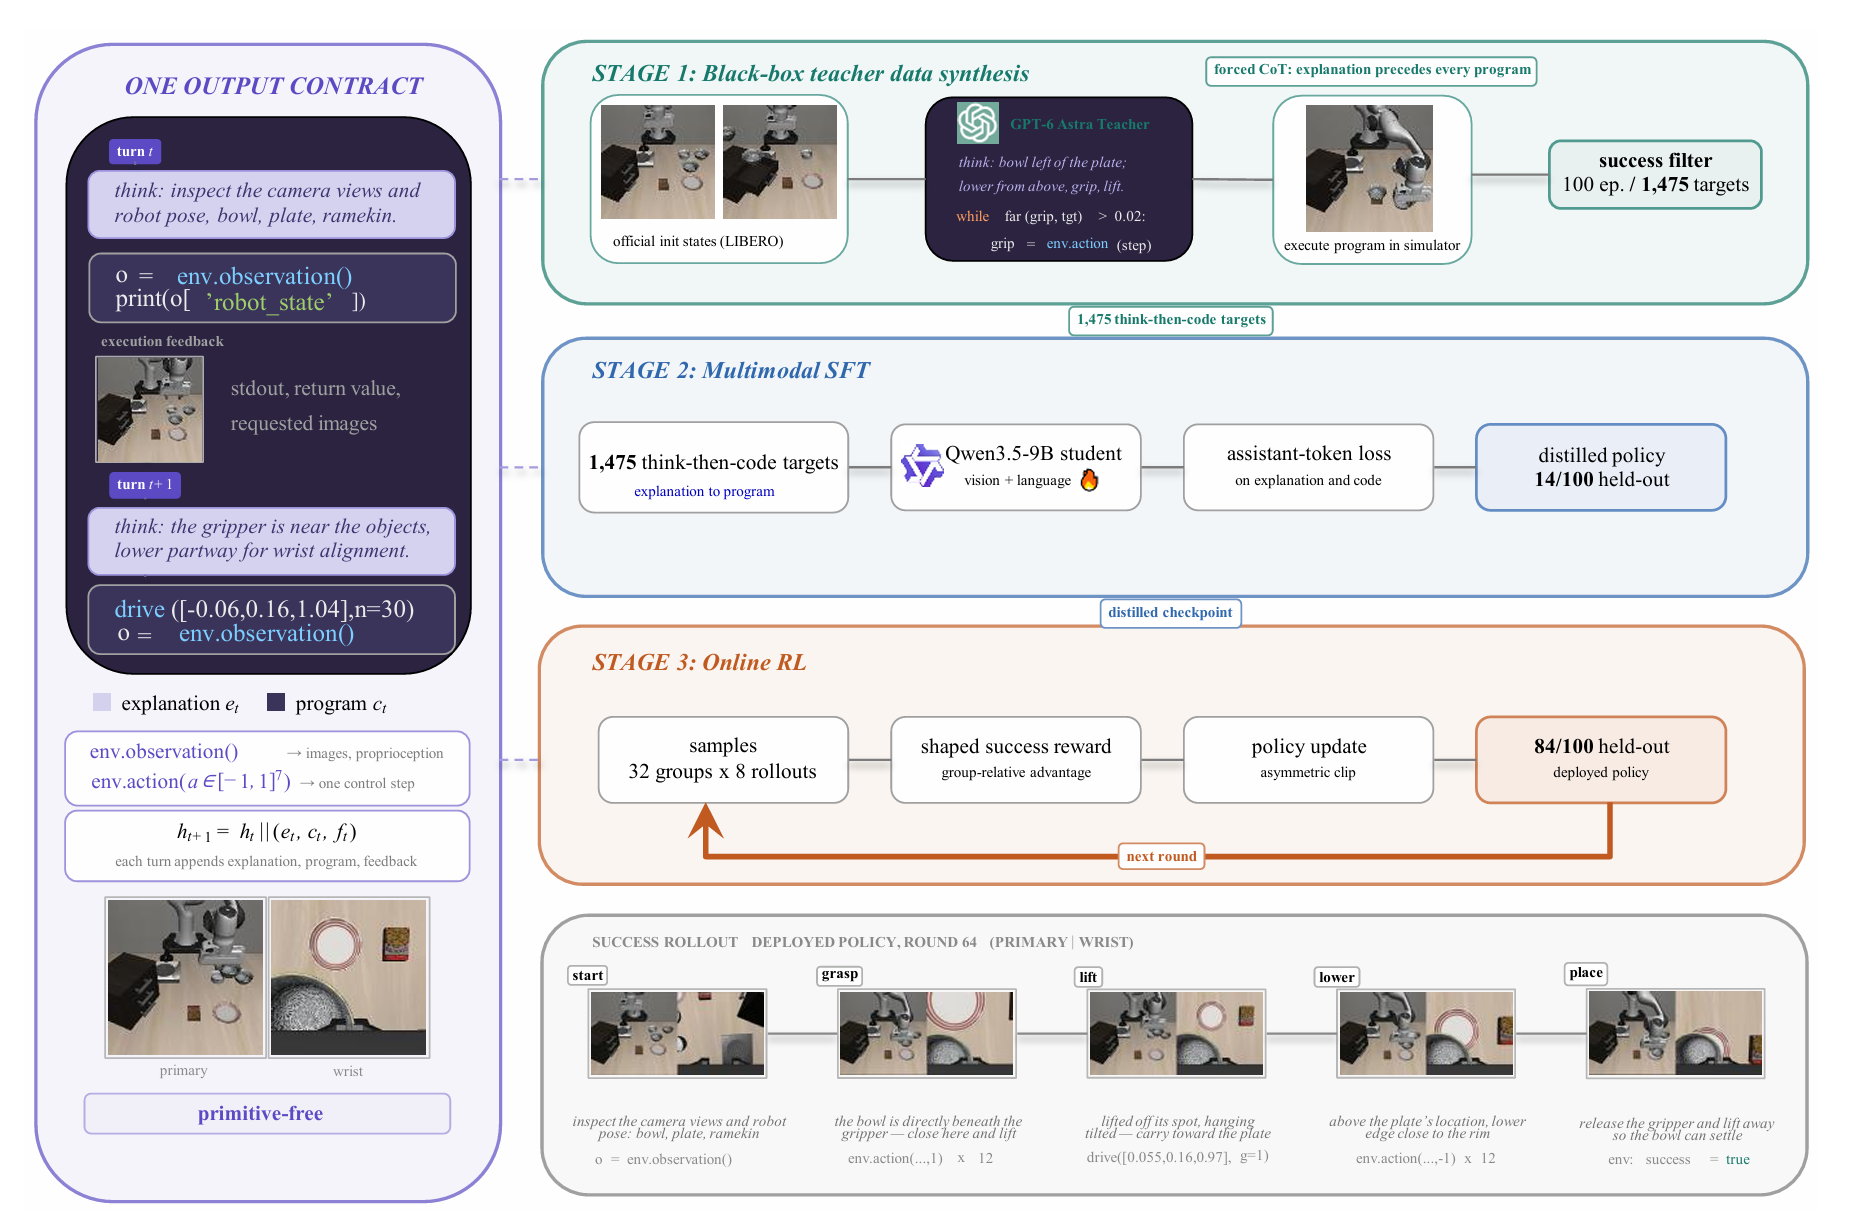 ONE OUTPUT CONTRACT
turn t
think: inspect the camera views and
robot pose, bowl, plate, ramekin.
o = env.observation()
print(o[ ’robot_state’ ])
execution feedback
stdout, return value,
requested images
turn t+1
think: the gripper is near the objects,
lower partway for wrist alignment.
drive ([-0.06,0.16,1.04],n=30)
o = env.observation()
explanation e_t
program c_t
env.observation() → images, proprioception
env.action(a∈[−1, 1]^7) → one control step
h_{t+1} = h_t || (e_t, c_t, f_t)
each turn appends explanation, program, feedback
primary
wrist
primitive-free
STAGE 1: Black-box teacher data synthesis
forced CoT: explanation precedes every program
official init states (LIBERO)
GPT-6 Astra Teacher
think: bowl left of the plate;
lower from above, grip, lift.
while far (grip, tgt) > 0.02:
grip = env.action (step)
execute program in simulator
success filter
100 ep. / 1,475 targets
1,475 think-then-code targets
STAGE 2: Multimodal SFT
1,475 think-then-code targets
explanation to program
Qwen3.5-9B student
vision + language
assistant-token loss
on explanation and code
distilled policy
14/100 held-out
distilled checkpoint
STAGE 3: Online RL
samples
32 groups x 8 rollouts
shaped success reward
group-relative advantage
policy update
asymmetric clip
84/100 held-out
deployed policy
next round
SUCCESS ROLLOUT DEPLOYED POLICY, ROUND 64 (PRIMARY | WRIST)
start
inspect the camera views and robot
pose: bowl, plate, ramekin
o = env.observation()
grasp
the bowl is directly beneath the
gripper — close here and lift
env.action(...,1) x 12
lift
lifted off its spot, hanging
tilted — carry toward the plate
drive([0.055,0.16,0.97], g=1)
lower
above the plate’s location, lower
edge close to the rim
env.action(...,-1) x 12
place
release the gripper and lift away
so the bowl can settle
env: success = true